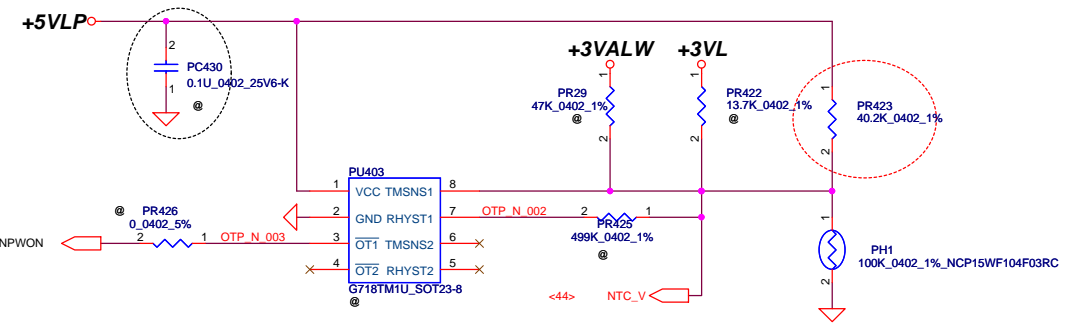 +5VLP
2
PC430
0.1U_0402_25V6-K
1
@
+3VALW
+3VL
1
PR29
47K_0402_1%
@
2
1
PR422
13.7K_0402_1%
@
2
1
PR423
40.2K_0402_1%
2
PU403
1 VCC TMSNS1 8
2 GND RHYST1 7
3 OT1 TMSNS2 6
4 OT2 RHYST2 5
G718TM1U_SOT23-8
@
@
PR426
0_0402_5%
NPWON
2
1
OTP_N_003
OTP_N_002
2
1
PR425
499K_0402_1%
@
1
PH1
100K_0402_1%_NCP15WF104F03RC
2
<44>
NTC_V